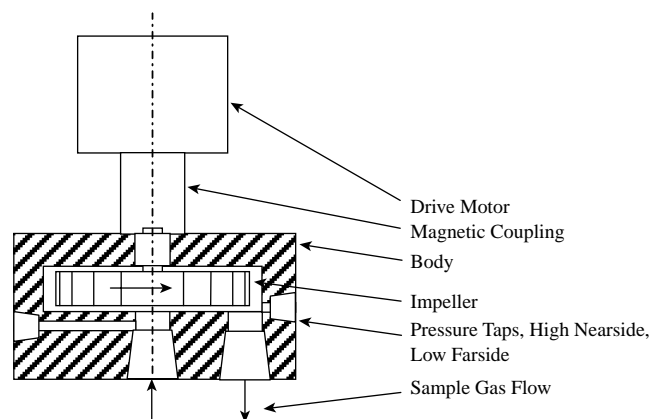 Drive Motor
Magnetic Coupling
Body
Impeller
Pressure Taps, High Nearside,
Low Farside
Sample Gas Flow